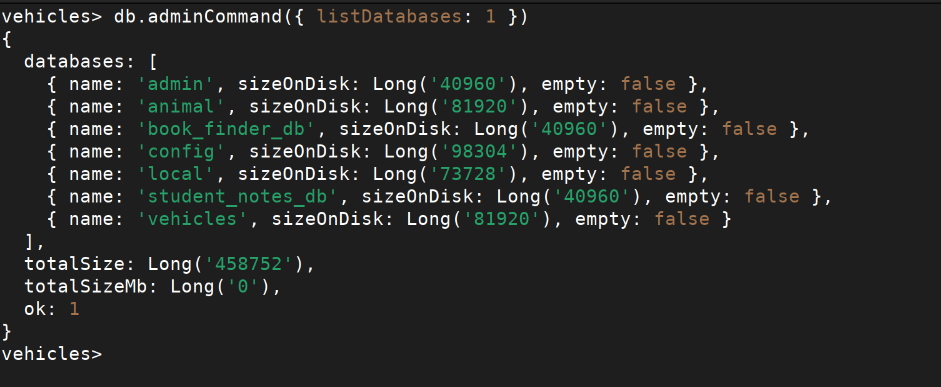 vehicles> db.adminCommand({ listDatabases: 1 })
{
  databases: [
    { name: 'admin', sizeOnDisk: Long('40960'), empty: false },
    { name: 'animal', sizeOnDisk: Long('81920'), empty: false },
    { name: 'book_finder_db', sizeOnDisk: Long('40960'), empty: false },
    { name: 'config', sizeOnDisk: Long('98304'), empty: false },
    { name: 'local', sizeOnDisk: Long('73728'), empty: false },
    { name: 'student_notes_db', sizeOnDisk: Long('40960'), empty: false },
    { name: 'vehicles', sizeOnDisk: Long('81920'), empty: false }
  ],
  totalSize: Long('458752'),
  totalSizeMb: Long('0'),
  ok: 1
}
vehicles>